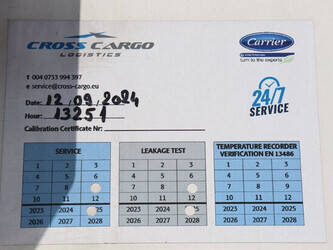 CROSS CARGO
LOGISTICS
Carrier
turn to the experts
T 004 0733 994 397
e service@cross-cargo.eu
Date: 12.09.2024
Hour: 13251
Calibration Certificate Nr:
24/7
SERVICE
SERVICE
1 2 3
4 5 6
7 8
10 11 12
2023 2024 25
2026 2027 2028
LEAKAGE TEST
1 2 3
4 5 6
7 8
10 11 12
2023 2024 25
2026 2027 2028
TEMPERATURE RECORDER
VERIFICATION EN 13486
1 2 3
4 5 6
7 8 9
10 11 12
2023 2024 2025
2026 2027 2028